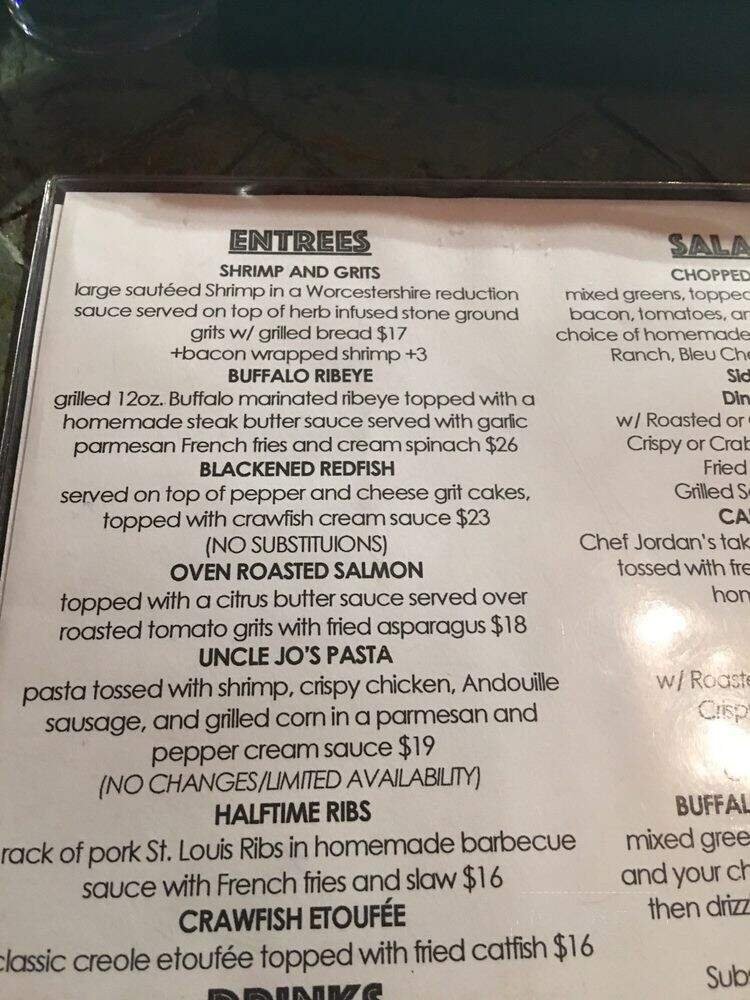 ENTREES
SHRIMP AND GRITS
large sautéed Shrimp in a Worcestershire reduction
sauce served on top of herb infused stone ground
grits w/ grilled bread $17
+bacon wrapped shrimp +3
BUFFALO RIBEYE
grilled 12oz. Buffalo marinated ribeye topped with a
homemade steak butter sauce served with garlic
parmesan French fries and cream spinach $26
BLACKENED REDFISH
served on top of pepper and cheese grit cakes,
topped with crawfish cream sauce $23
(NO SUBSTITUIONS)
OVEN ROASTED SALMON
topped with a citrus butter sauce served over
roasted tomato grits with fried asparagus $18
UNCLE JO'S PASTA
pasta tossed with shrimp, crispy chicken, Andouille
sausage, and grilled corn in a parmesan and
pepper cream sauce $19
(NO CHANGES/LIMITED AVAILABILITY)
HALFTIME RIBS
rack of pork St. Louis Ribs in homemade barbecue
sauce with French fries and slaw $16
CRAWFISH ETOUFÉE
classic creole etoufée topped with fried catfish $16
DRINKS
SALA
CHOPPED
mixed greens, topped
bacon, tomatoes, an
choice of homemade
Ranch, Bleu Che
Sid
Din
w/ Roasted or
Crispy or Crab
Fried
Grilled S
CA
Chef Jordan's tak
tossed with fre
hom
w/ Roaste
Crisp
BUFFAL
mixed gree
and your ch
then drizz
Subs